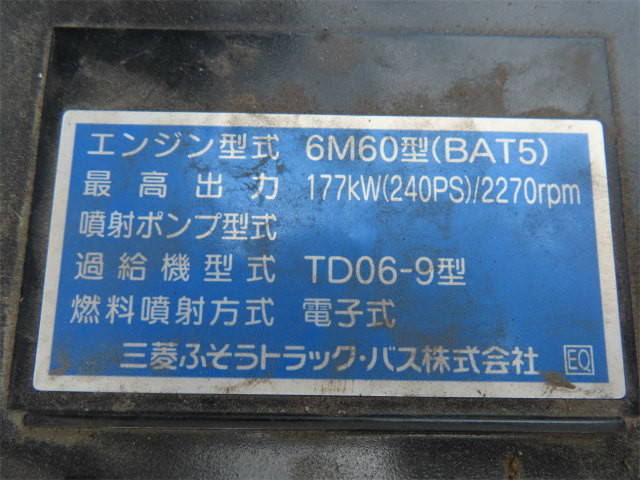 エンジン型式 6M60型(BAT5)
最高出力 177kW(240PS)/2270rpm
噴射ポンプ型式
過給機型式 TD06-9型
燃料噴射方式 電子式
三菱ふそうトラック・バス株式会社 EQ